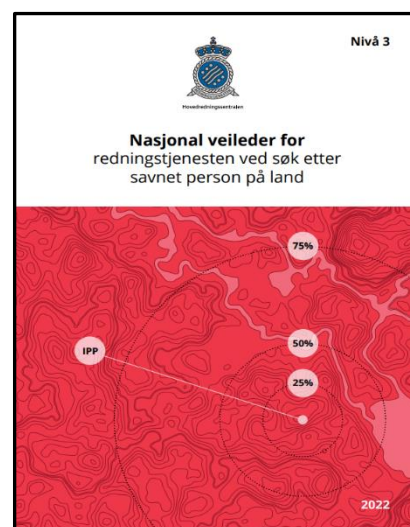 Nivå 3
Hovedredningssentralen
Nasjonal veileder for
redningstjenesten ved søk etter
savnet person på land
75%
IPP
50%
25%
2022